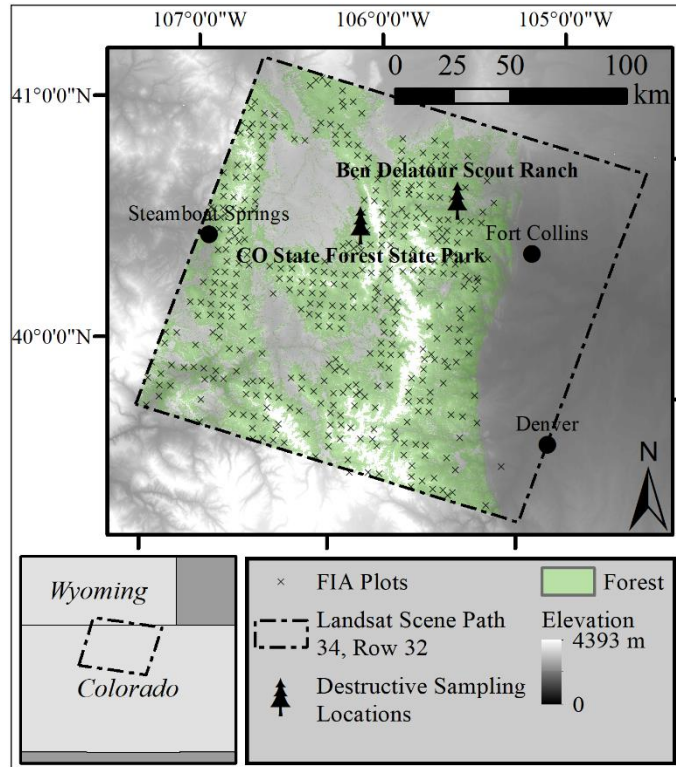 107°0'0"W 106°0'0"W 105°0'0"W
41°0'0"N
40°0'0"N
0 25 50 100
km
Ben Delatour Scout Ranch
Steamboat Springs
Fort Collins
CO State Forest State Park
Denver
N
Wyoming
Colorado
FIA Plots
Forest
Landsat Scene Path
34, Row 32
Elevation
4393 m
0
Destructive Sampling
Locations